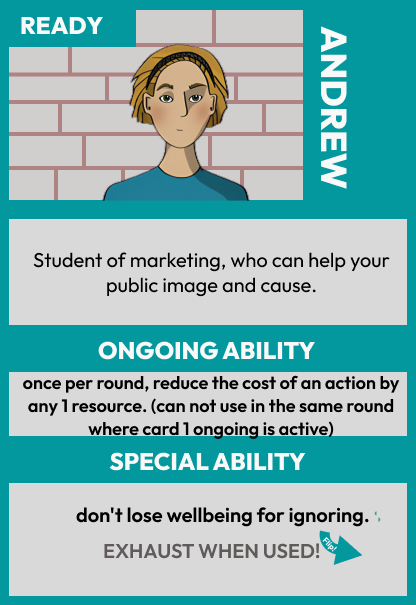 READY
ANDREW
Student of marketing, who can help your
public image and cause.
ONGOING ABILITY
once per round, reduce the cost of an action by
any 1 resource. (can not use in the same round
where card 1 ongoing is active)
SPECIAL ABILITY
don't lose wellbeing for ignoring.
EXHAUST WHEN USED!
Flip!